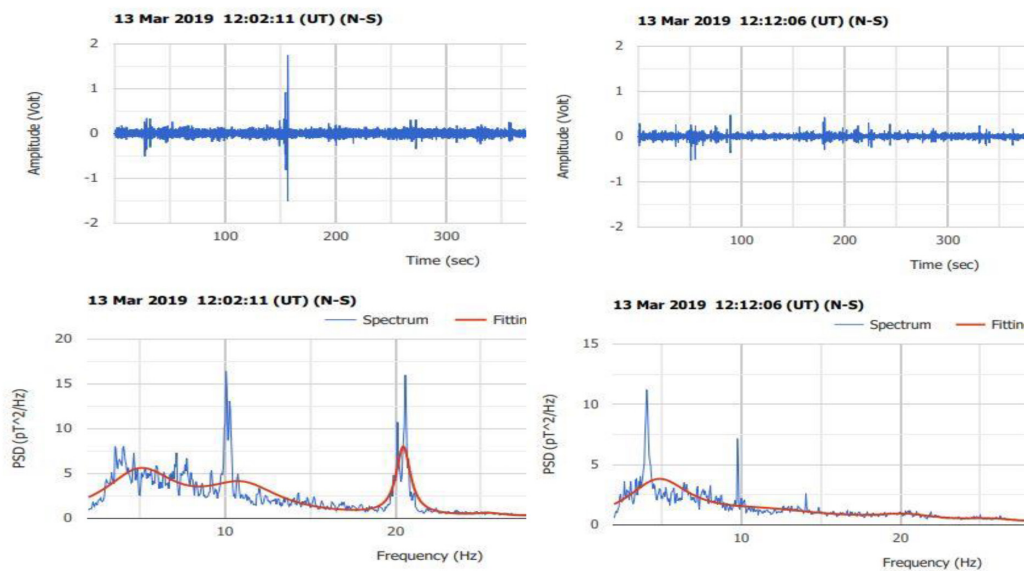 13 Mar 2019 12:02:11 (UT) (N-S)
2
1
0
-1
-2
Amplitude (Volt)
100
200
300
Time (sec)
13 Mar 2019 12:12:06 (UT) (N-S)
2
1
0
-1
-2
Amplitude (Volt)
100
200
300
Time (sec)
13 Mar 2019 12:02:11 (UT) (N-S)
Spectrum
Fittin
20
15
10
5
0
PSD (pT^2/Hz)
10
20
Frequency (Hz)
13 Mar 2019 12:12:06 (UT) (N-S)
Spectrum
Fittin
15
10
5
0
PSD (pT^2/Hz)
10
20
Frequency (Hz)